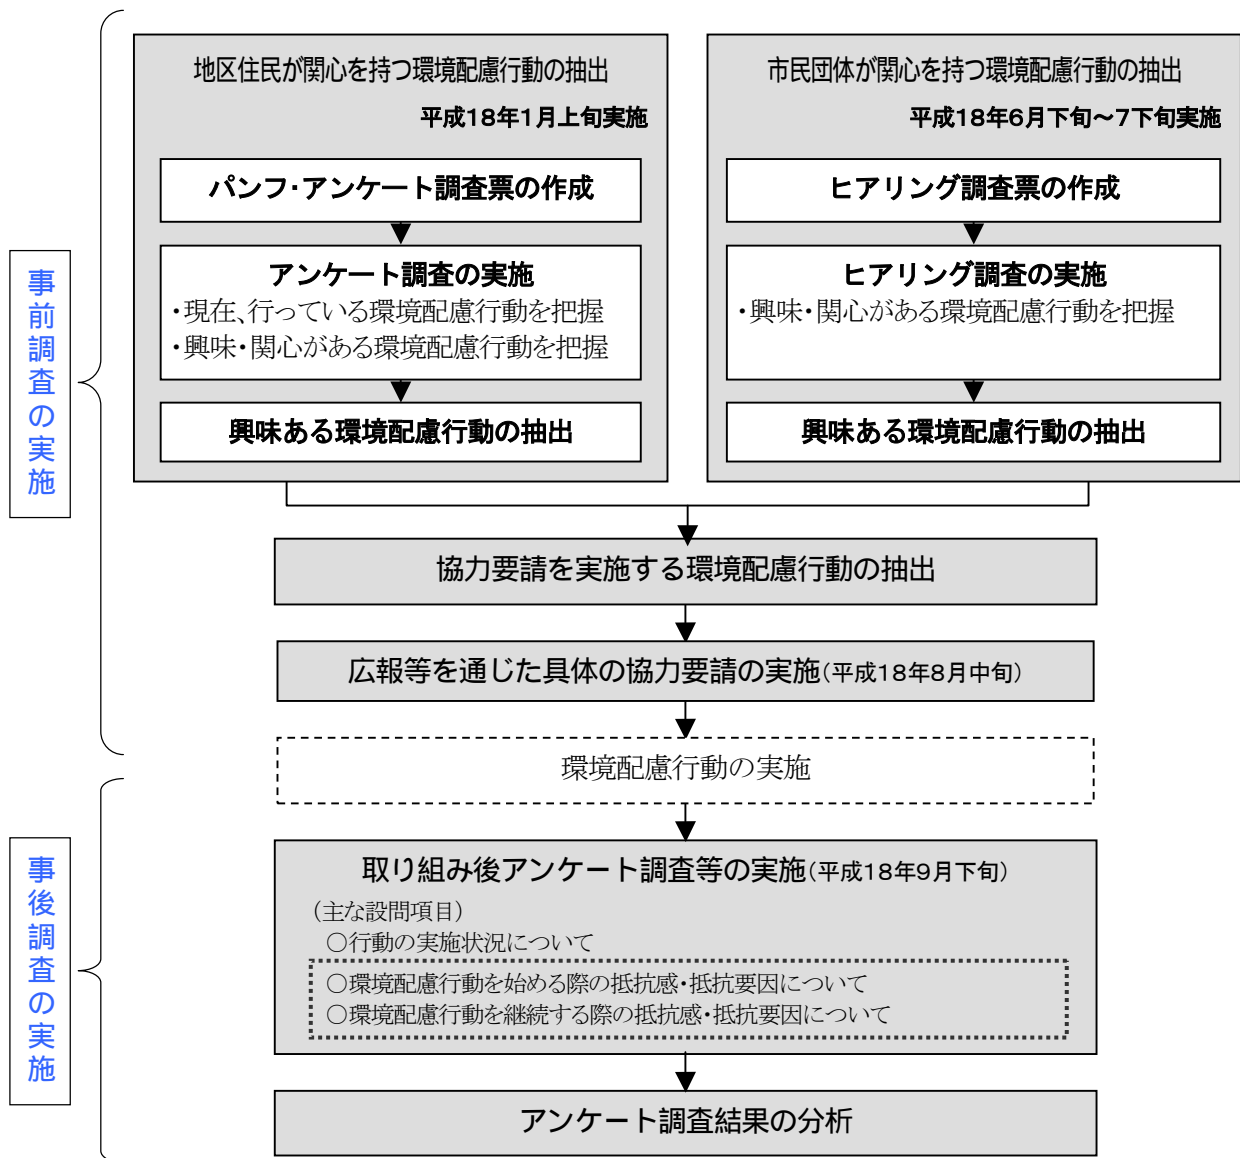 事前調査の実施
地区住民が関心を持つ環境配慮行動の抽出
平成18年1月上旬実施
パンフ・アンケート調査票の作成
アンケート調査の実施
・現在、行っている環境配慮行動を把握
・興味・関心がある環境配慮行動を把握
興味ある環境配慮行動の抽出
市民団体が関心を持つ環境配慮行動の抽出
平成18年6月下旬～7下旬実施
ヒアリング調査票の作成
ヒアリング調査の実施
・興味・関心がある環境配慮行動を把握
興味ある環境配慮行動の抽出
協力要請を実施する環境配慮行動の抽出
広報等を通じた具体の協力要請の実施（平成18年8月中旬）
環境配慮行動の実施
事後調査の実施
取り組み後アンケート調査等の実施（平成18年9月下旬）
（主な設問項目）
○行動の実施状況について
○環境配慮行動を始める際の抵抗感・抵抗要因について
○環境配慮行動を継続する際の抵抗感・抵抗要因について
アンケート調査結果の分析